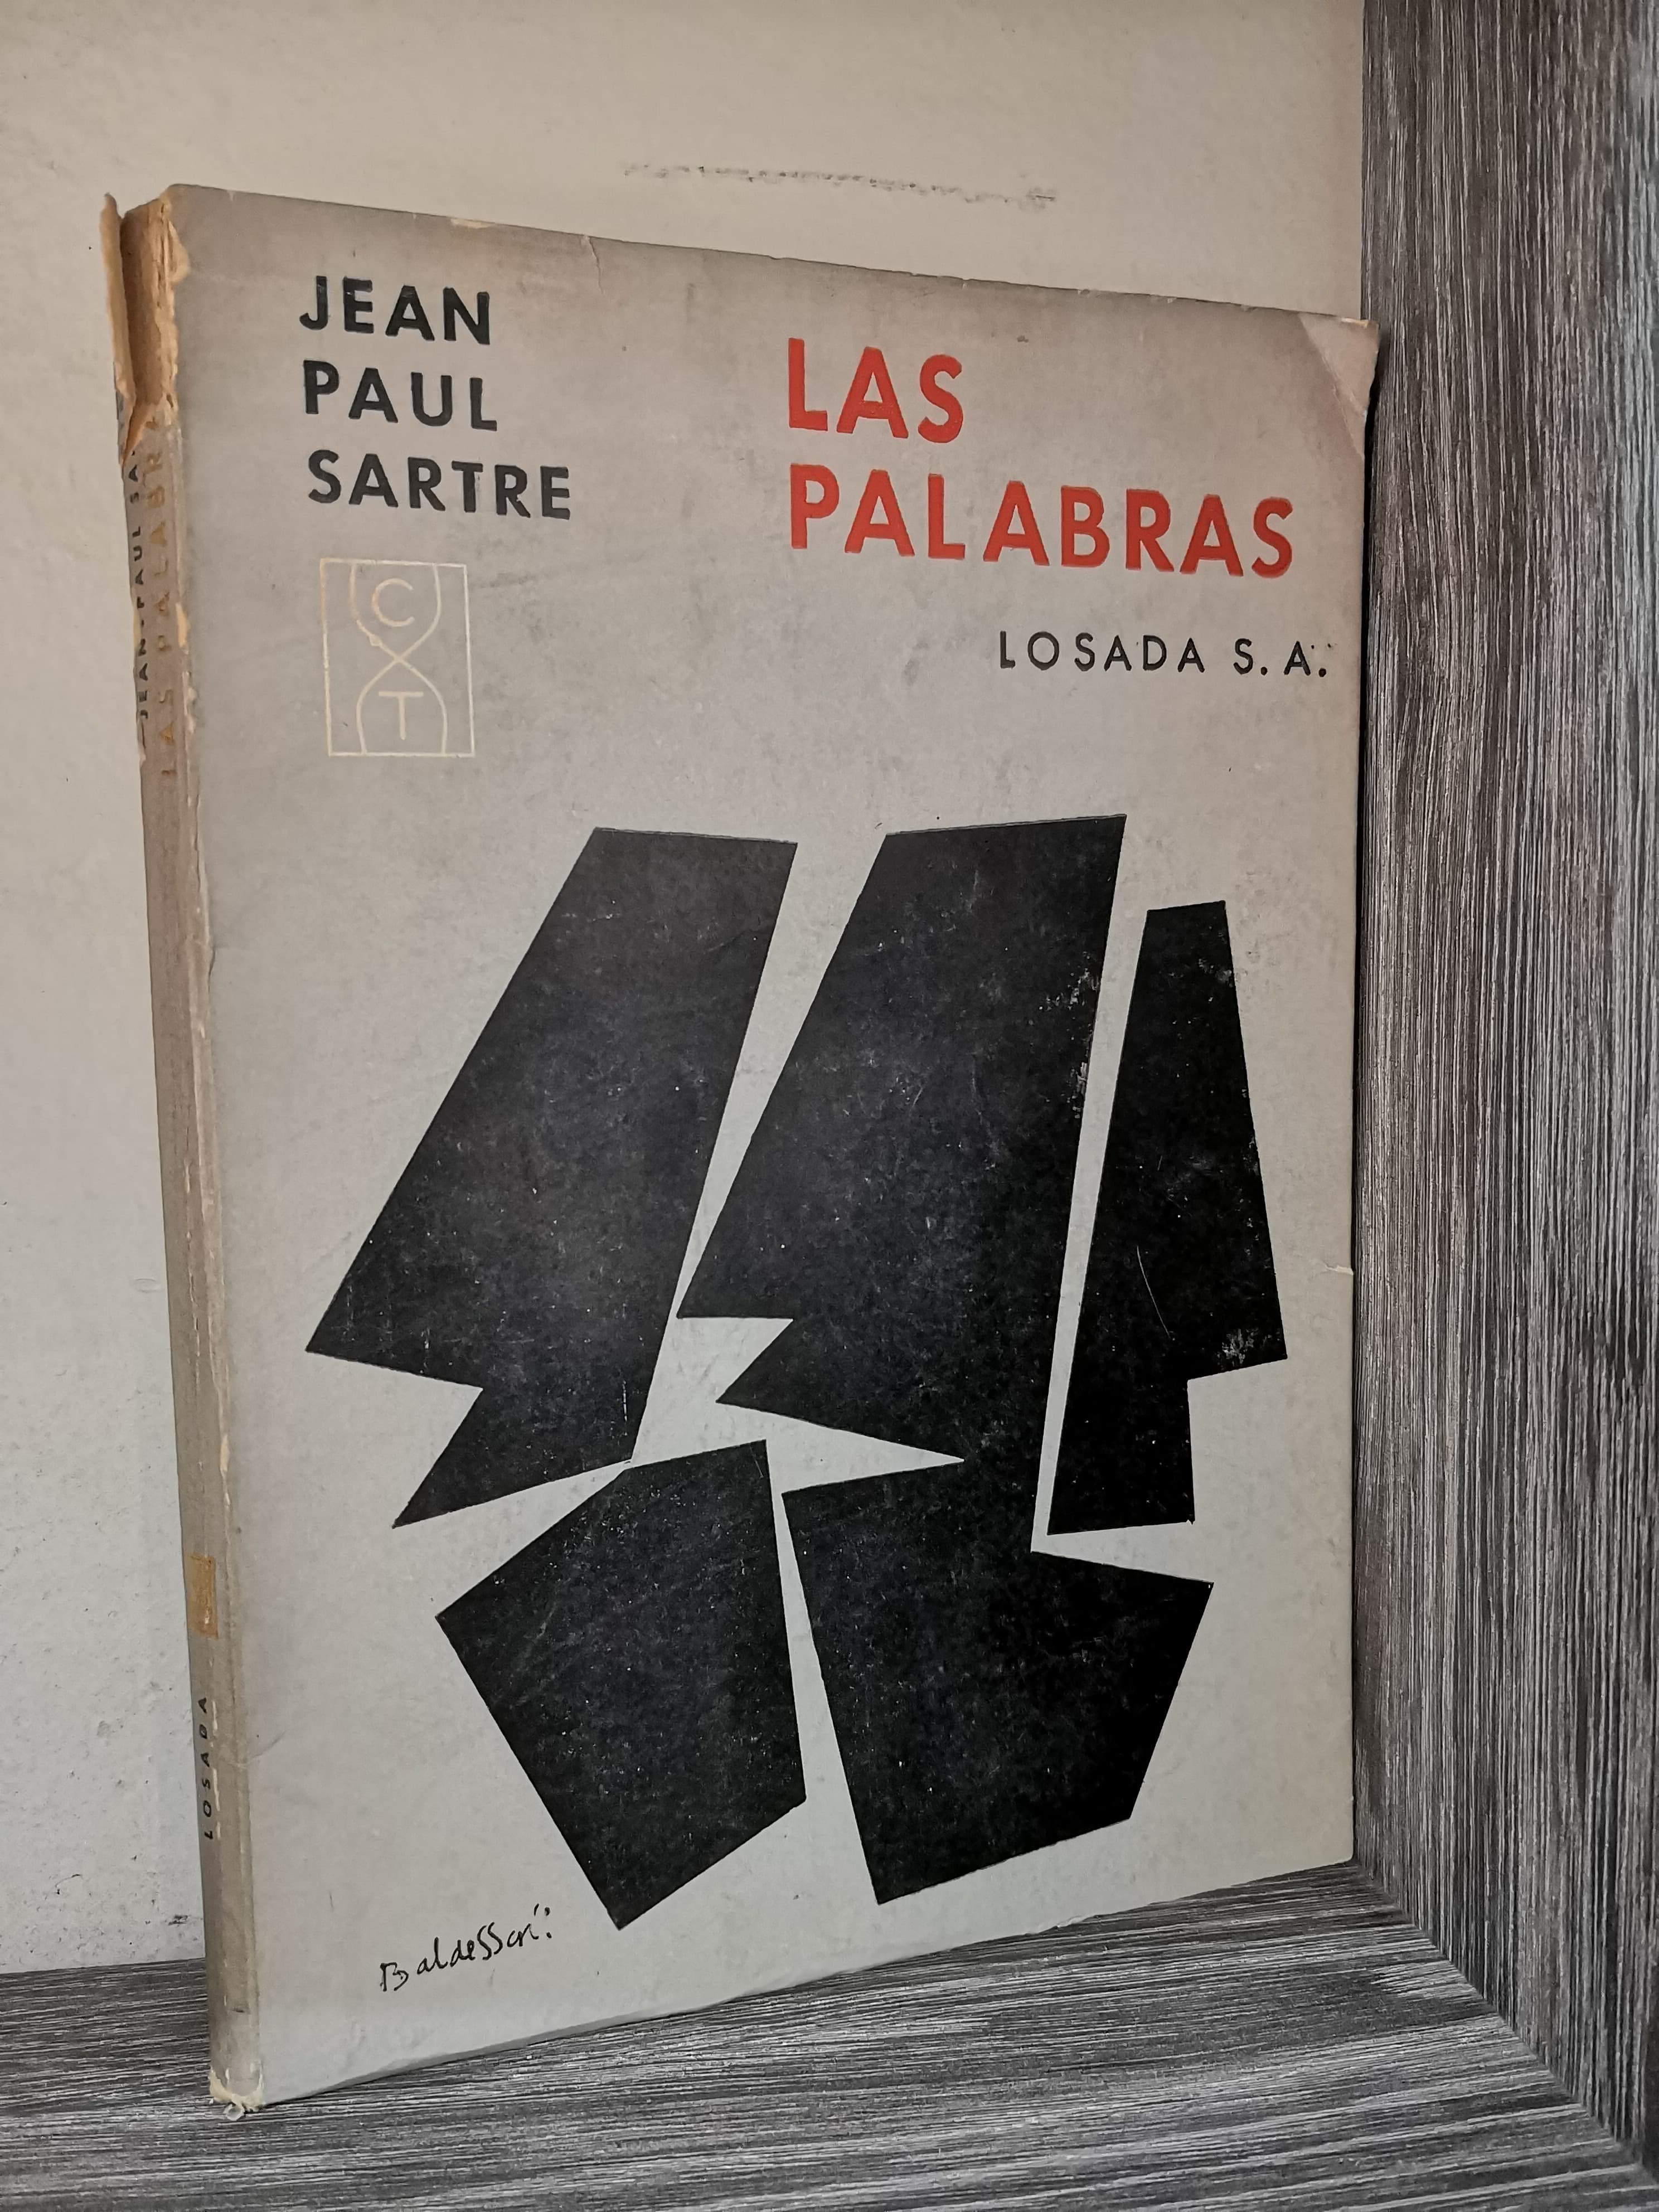 JEAN
PAUL
SARTRE
LAS
PALABRAS
LOSADA S. A.
C
T
Baldessari
JEAN-PAUL SA
LAS PALABR
LOSADA